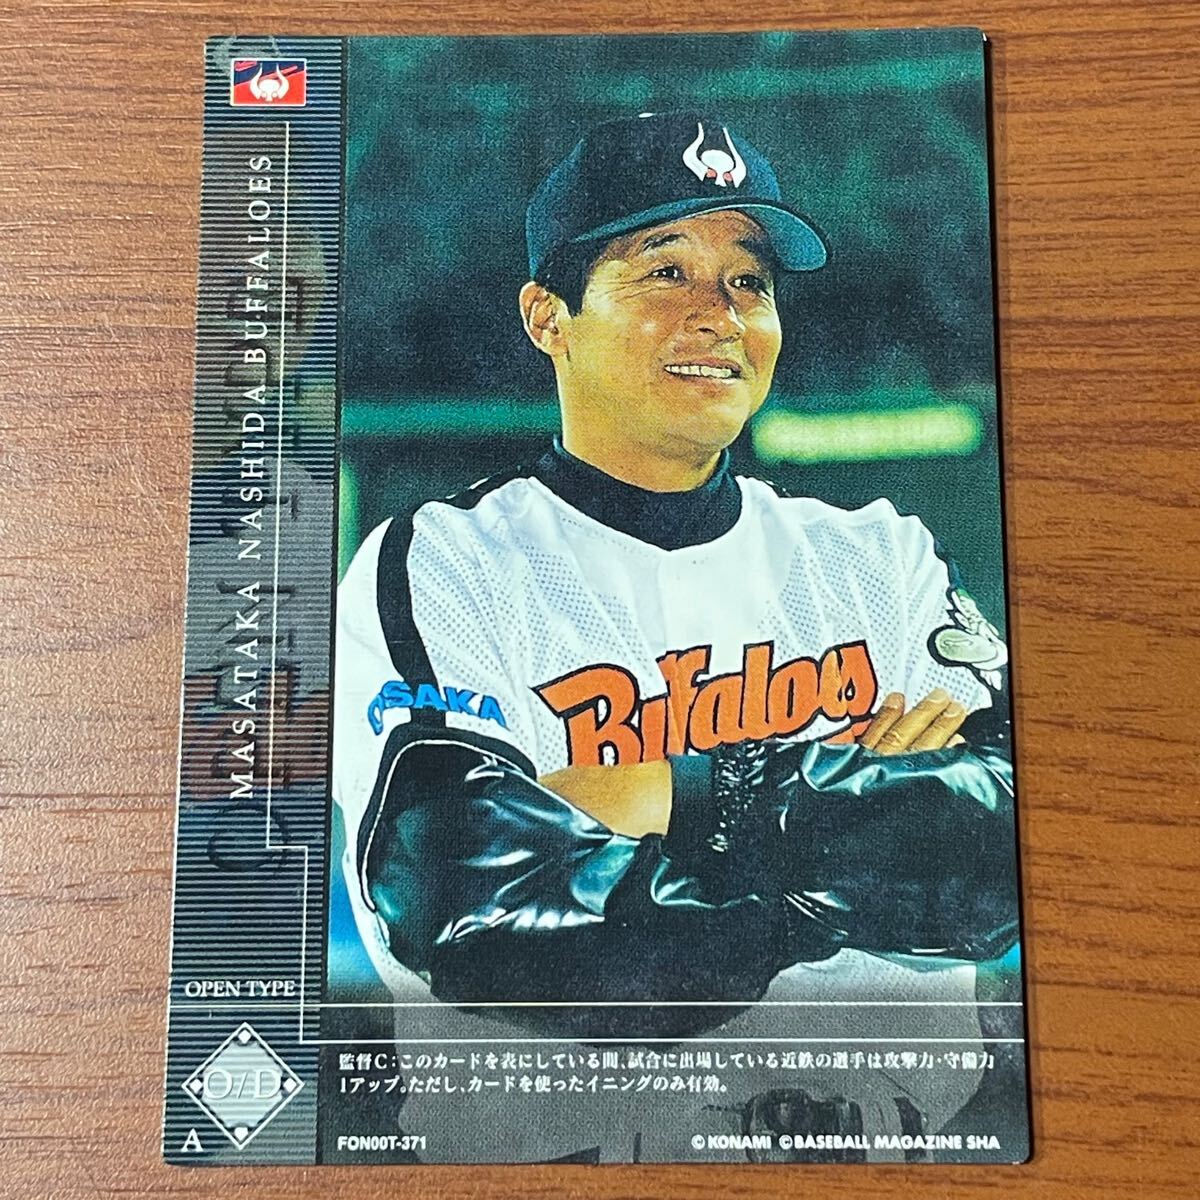 MASATAKA NASHIDA BUFFALOES
OSAKA
Buffaloes
OPEN TYPE
O/D
A
監督C:このカードを表にしている間、試合に出場している近鉄の選手は攻撃力・守備力
1アップ。ただし、カードを使ったイニングのみ有効。
FON00T-371
©KONAMI ©BASEBALL MAGAZINE SHA